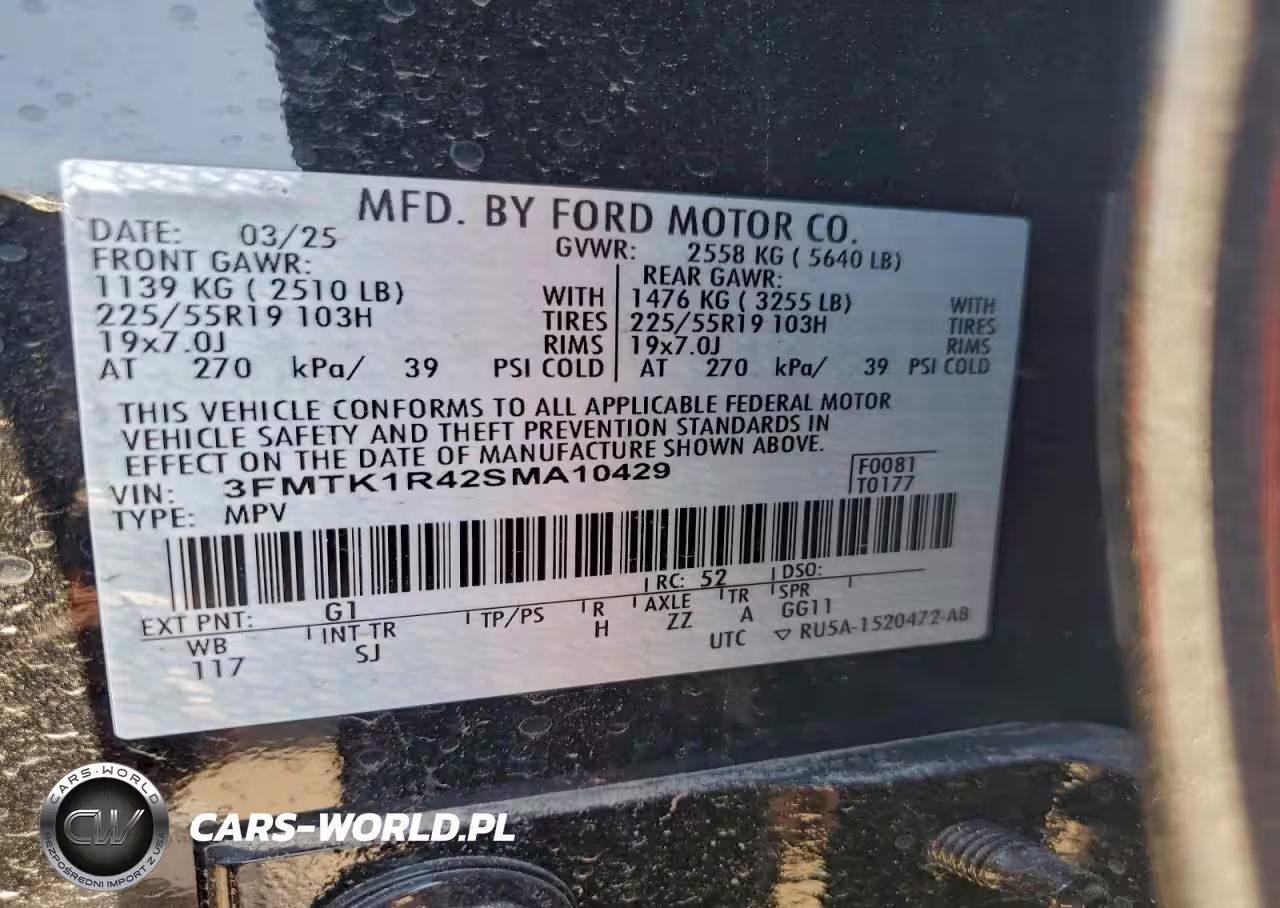 MFD. BY FORD MOTOR CO.
DATE: 03/25 GVWR: 2558 KG ( 5640 LB)
FRONT GAWR: REAR GAWR:
1139 KG ( 2510 LB) WITH 1476 KG ( 3255 LB) WITH
225/55R19 103H TIRES 225/55R19 103H TIRES
19x7.0J RIMS 19x7.0J RIMS
AT 270 kPa/ 39 PSI COLD AT 270 kPa/ 39 PSI COLD
THIS VEHICLE CONFORMS TO ALL APPLICABLE FEDERAL MOTOR
VEHICLE SAFETY AND THEFT PREVENTION STANDARDS IN
EFFECT ON THE DATE OF MANUFACTURE SHOWN ABOVE.
VIN: 3FMTK1R42SMA10429 F0081
TYPE: MPV T0177
EXT PNT: G1 RC: 52 DSO:
WB INT TR TP/PS R AXLE TR SPR
117 SJ H ZZ A GG11
UTC ▽ RU5A-1520472-AB
CARS-WORLD
CW
BEZPOŚREDNI IMPORT Z USA
CARS-WORLD.PL